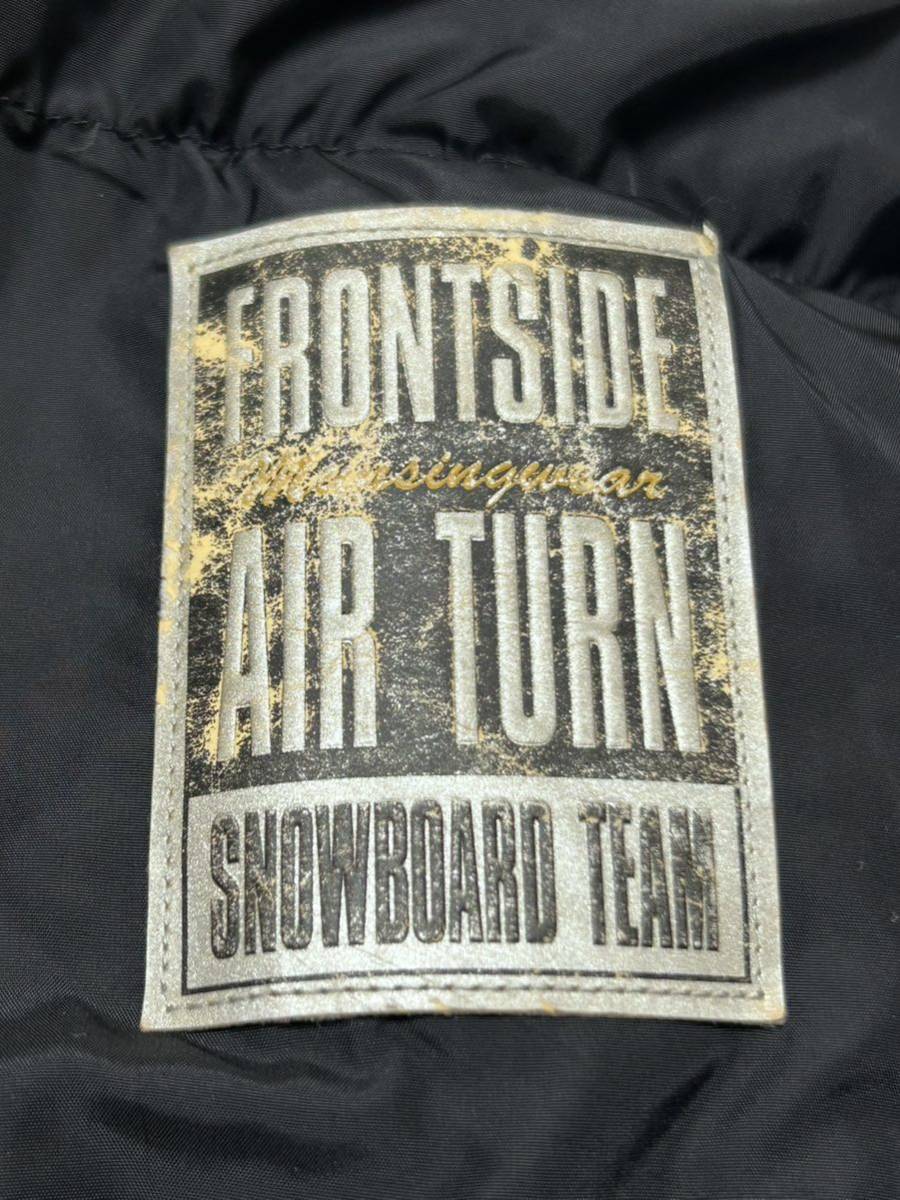 FRONTSIDE
Munsingwear
AIR TURN
SNOWBOARD TEAM